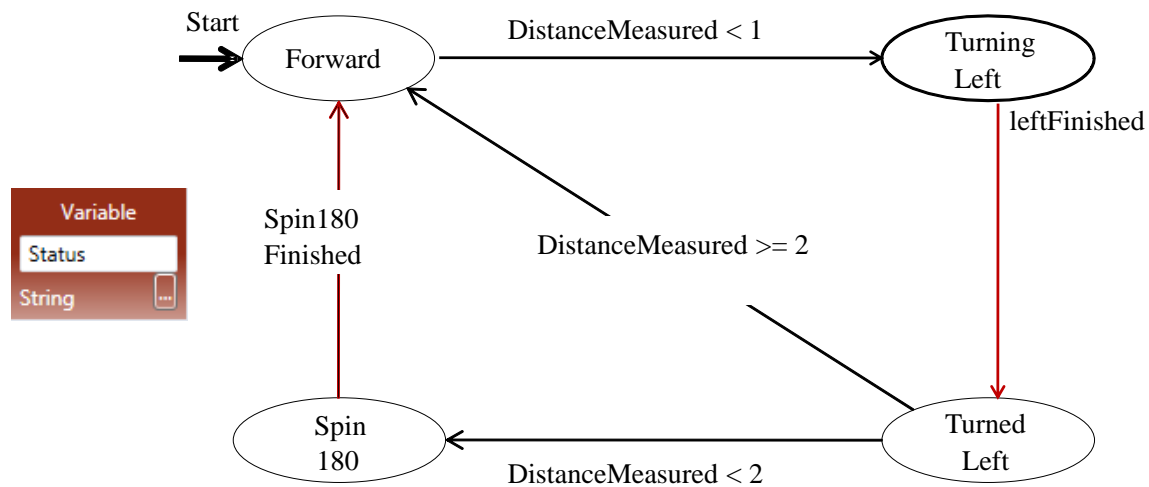 Start
DistanceMeasured < 1
Forward
Turning
Left
leftFinished
Variable
Status
String
...
Spin180
Finished
DistanceMeasured >= 2
Spin
180
Turned
Left
DistanceMeasured < 2